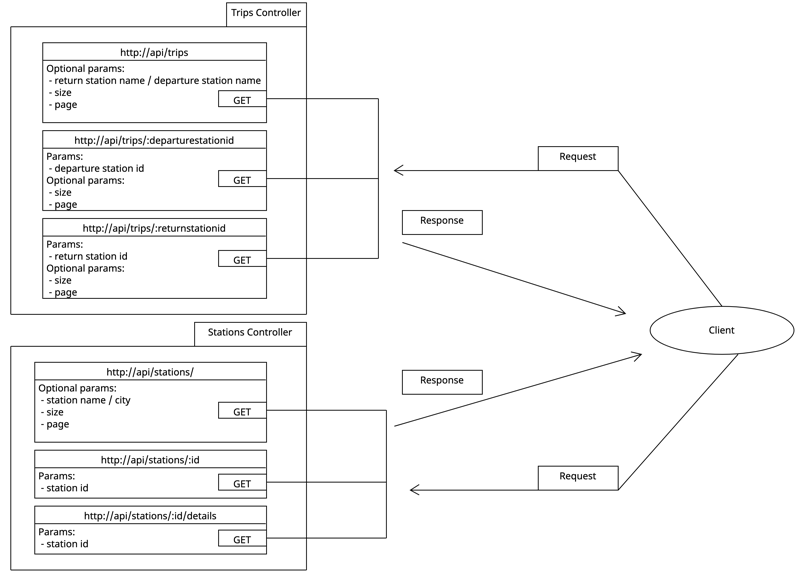 Trips Controller
http://api/trips
Optional params:
- return station name / departure station name
- size
- page
GET
http://api/trips/:departurestationid
Params:
- departure station id
Optional params:
- size
- page
GET
http://api/trips/:returnstationid
Params:
- return station id
Optional params:
- size
- page
GET
Request
Response
Client
Stations Controller
http://api/stations/
Optional params:
- station name / city
- size
- page
GET
http://api/stations/:id
Params:
- station id
GET
http://api/stations/:id/details
Params:
- station id
GET
Response
Request